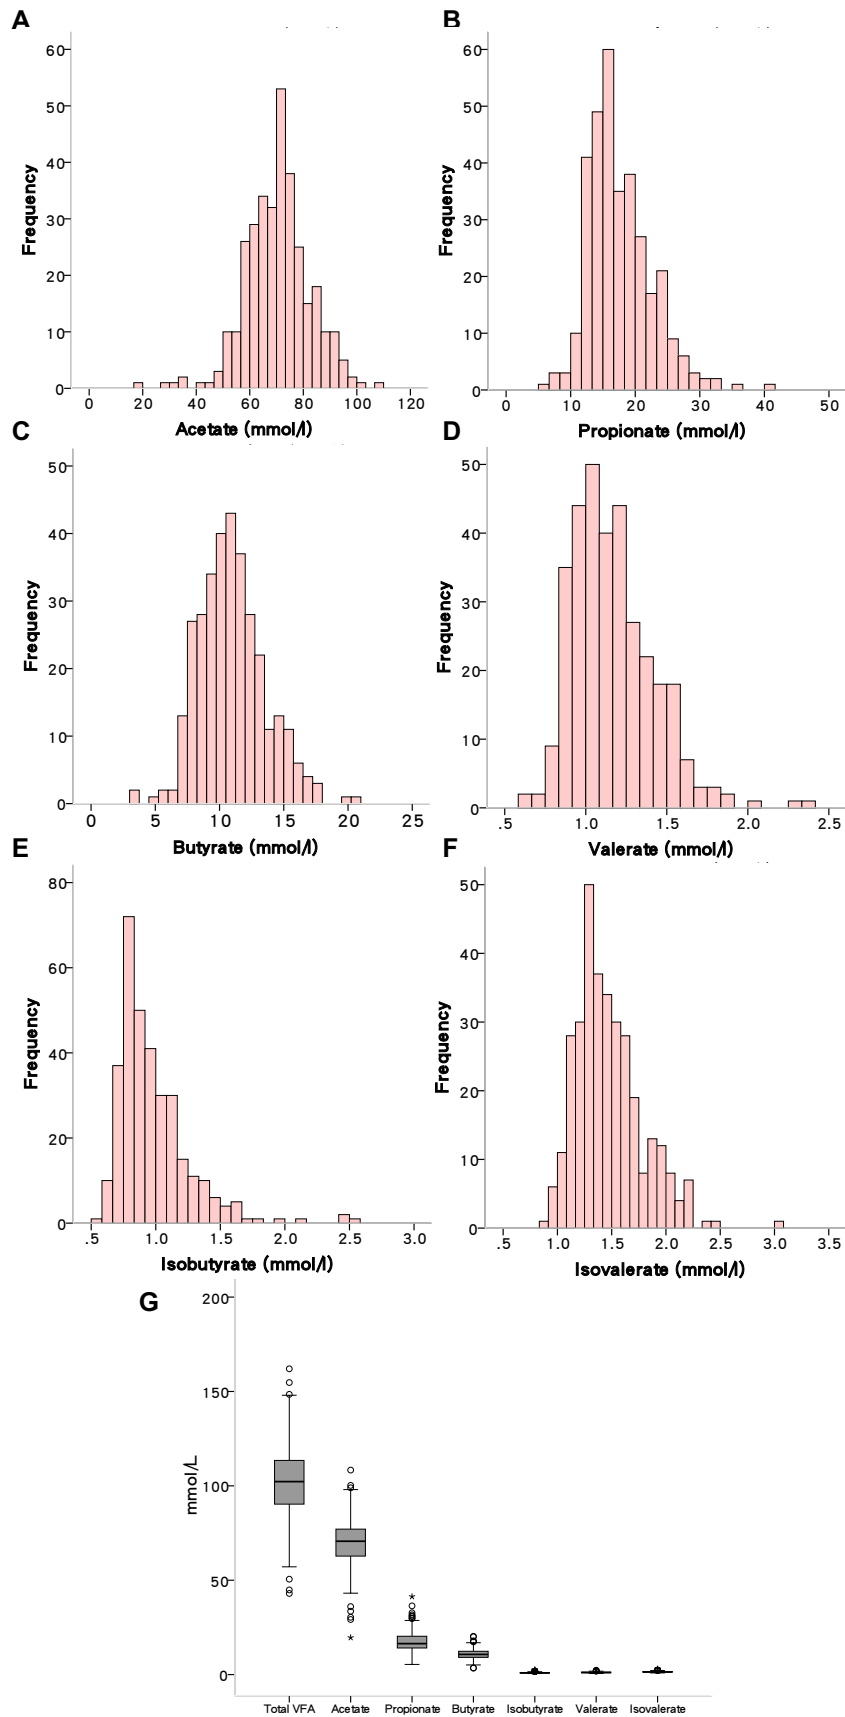 A
B
60
50
40
30
20
10
0
Frequency
0 20 40 60 80 100 120
Acetate (mmol/l)
60
50
40
30
20
10
0
Frequency
0 10 20 30 40 50
Propionate (mmol/l)
C
D
50
40
30
20
10
0
Frequency
0 5 10 15 20 25
Butyrate (mmol/l)
50
40
30
20
10
0
Frequency
.5 1.0 1.5 2.0 2.5
Valerate (mmol/l)
E
F
80
60
40
20
0
Frequency
.5 1.0 1.5 2.0 2.5 3.0
Isobutyrate (mmol/l)
50
40
30
20
10
0
Frequency
.5 1.0 1.5 2.0 2.5 3.0 3.5
Isovalerate (mmol/l)
G
200
150
100
50
0
mmol/L
Total VFA Acetate Propionate Butyrate Isobutyrate Valerate Isovalerate